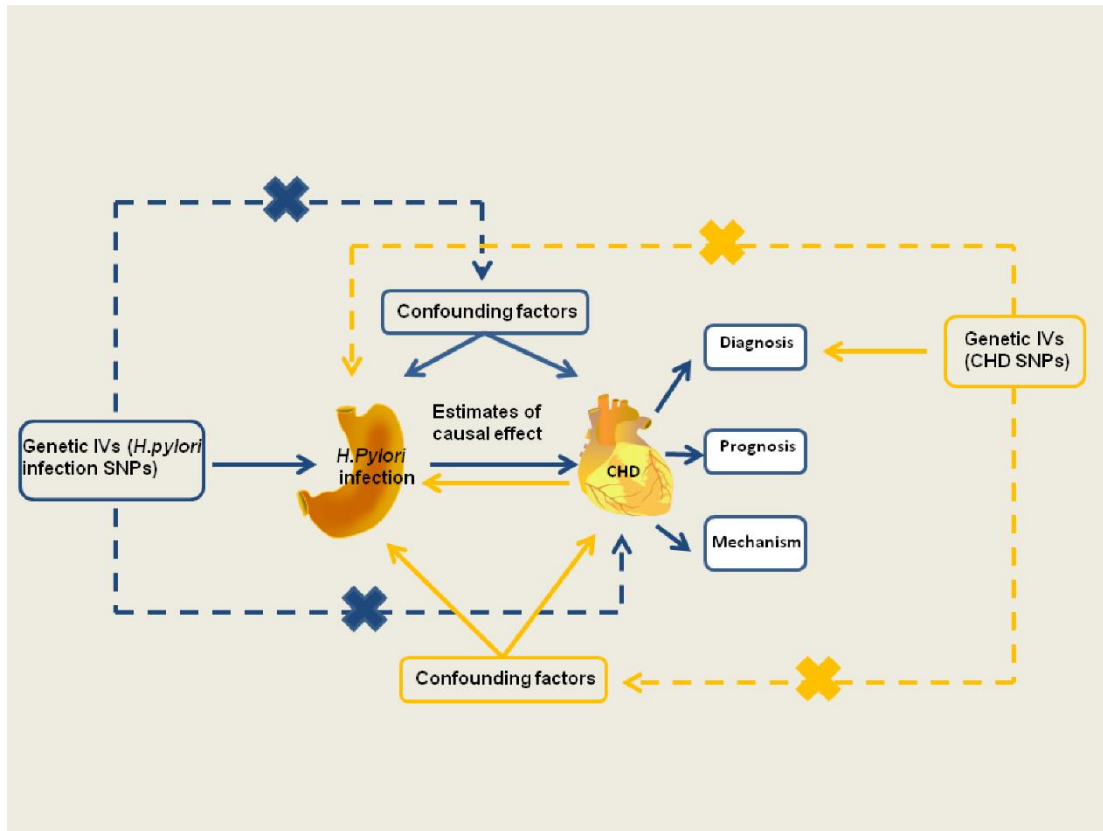 Confounding factors
Diagnosis
Genetic IVs
(CHD SNPs)
Estimates of
causal effect
Genetic IVs (H.pylori
infection SNPs)
H.Pylori
infection
CHD
Prognosis
Mechanism
Confounding factors